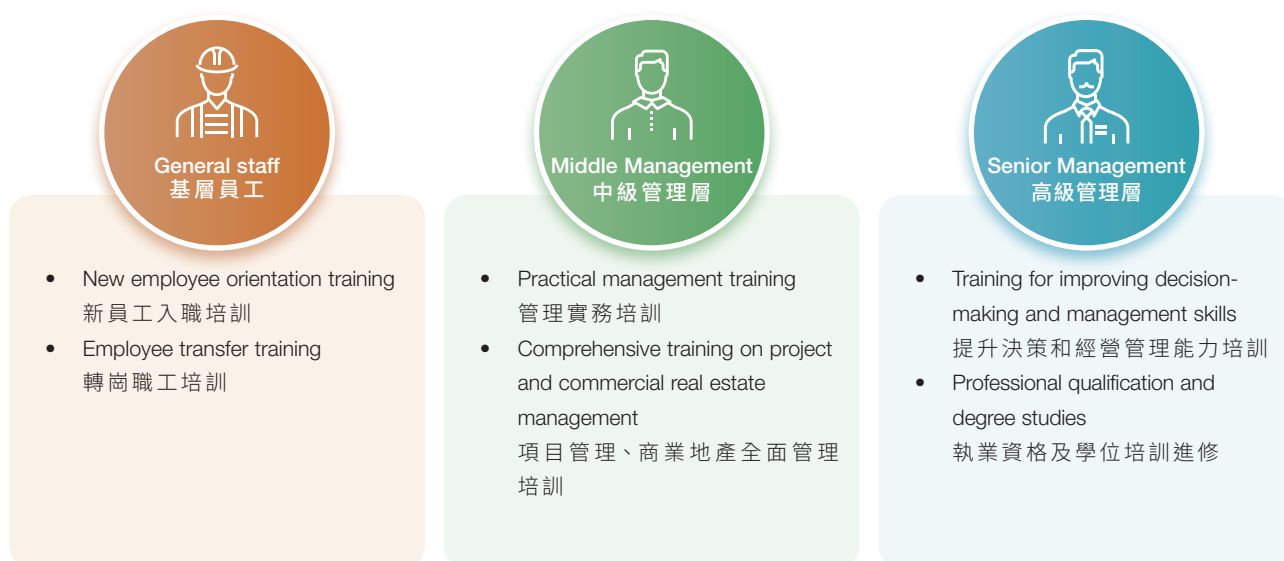 General staff
基層員工
• New employee orientation training
新員工入職培訓
• Employee transfer training
轉崗職工培訓
Middle Management
中級管理層
• Practical management training
管理實務培訓
• Comprehensive training on project
and commercial real estate
management
項目管理、商業地產全面管理
培訓
Senior Management
高級管理層
• Training for improving decision-
making and management skills
提升決策和經營管理能力培訓
• Professional qualification and
degree studies
執業資格及學位培訓進修